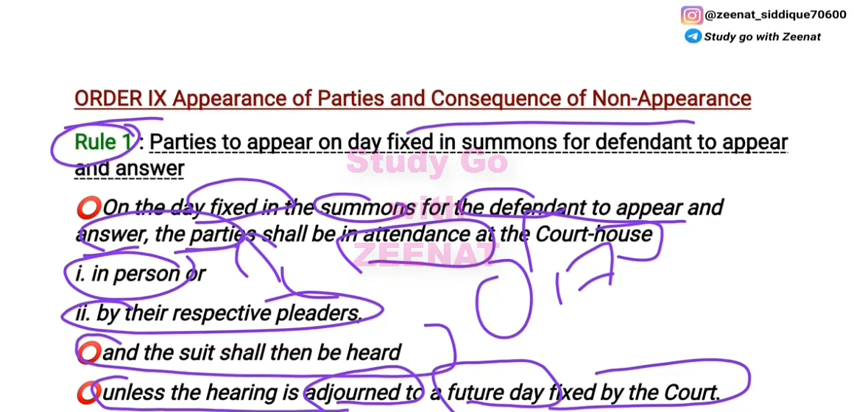 @zeenat_siddique70600
Study go with Zeenat
ORDER IX Appearance of Parties and Consequence of Non-Appearance
Rule 1 : Parties to appear on day fixed in summons for defendant to appear
and answer
Study Go
with
ZEENAT
On the day fixed in the summons for the defendant to appear and
answer, the parties shall be in attendance at the Court-house
i. in person or
ii. by their respective pleaders.
and the suit shall then be heard
unless the hearing is adjourned to a future day fixed by the Court.